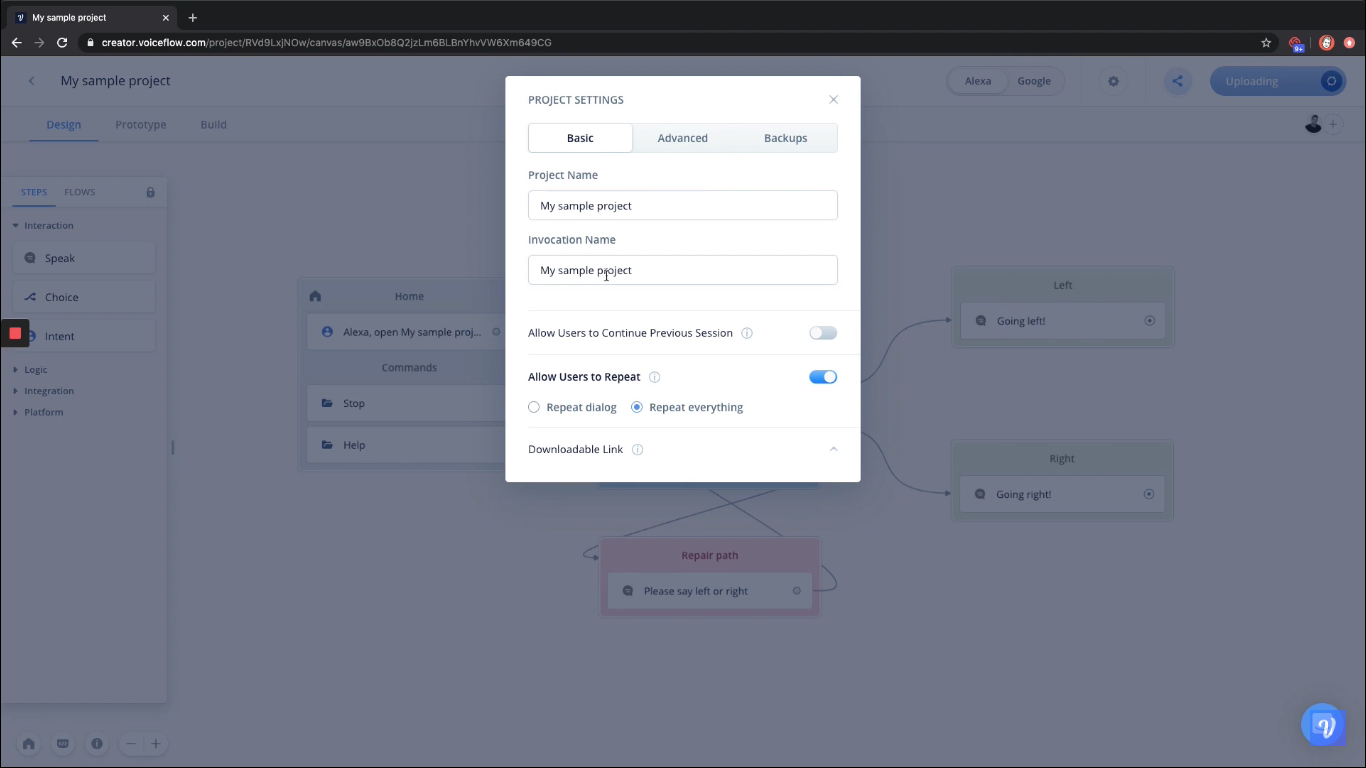 My sample project
creator.voiceflow.com/project/RVd9LxjNOw/canvas/aw9BxOb8Q2jzLm6BLBnYhvVW6Xm649CG
9+
My sample project
Alexa
Google
Uploading
Design
Prototype
Build
STEPS
FLOWS
Interaction
Speak
Choice
Intent
Logic
Integration
Platform
Home
Alexa, open My sample proj...
Commands
Stop
Help
PROJECT SETTINGS
Basic
Advanced
Backups
Project Name
My sample project
Invocation Name
My sample project
Allow Users to Continue Previous Session
Allow Users to Repeat
Repeat dialog
Repeat everything
Downloadable Link
Left
Going left!
Right
Going right!
Repair path
Please say left or right